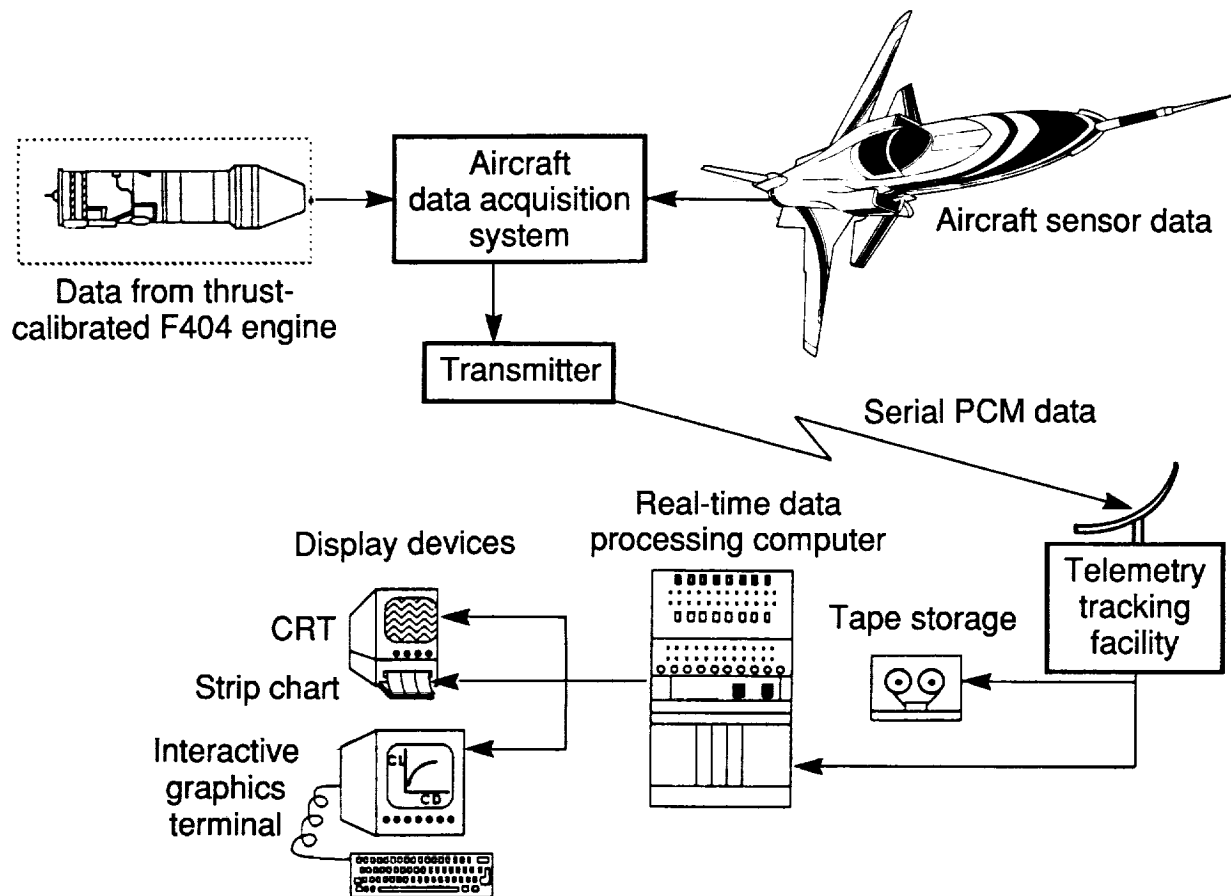 Aircraft
data acquisition
system
Aircraft sensor data
Data from thrust-
calibrated F404 engine
Transmitter
Serial PCM data
Real-time data
processing computer
Display devices
Telemetry
tracking
facility
Tape storage
CRT
Strip chart
Interactive
graphics
terminal
CL
CD